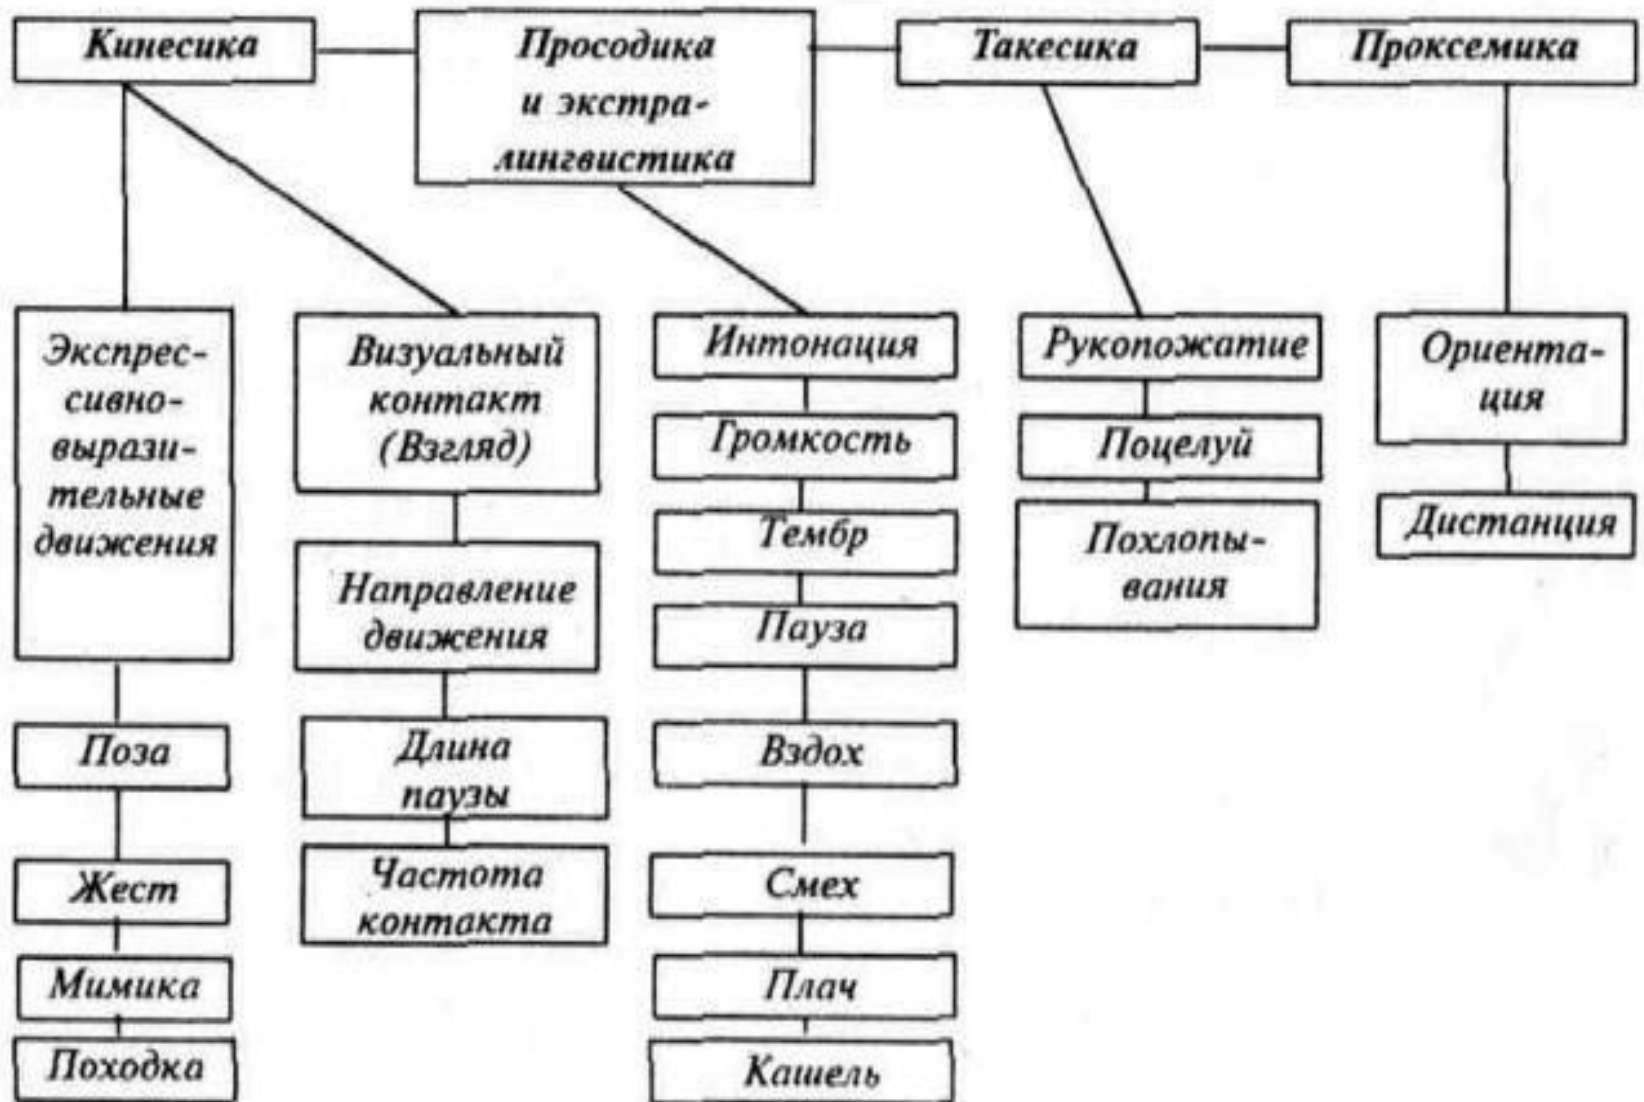 Кинесика
Просодика
и экстра-
лингвистика
Такесика
Проксемика
Экспрес-
сивно-
вырази-
тельные
движения
Поза
Жест
Мимика
Походка
Визуальный
контакт
(Взгляд)
Направление
движения
Длина
паузы
Частота
контакта
Интонация
Громкость
Тембр
Пауза
Вздох
Смех
Плач
Кашель
Рукопожатие
Поцелуй
Похлопы-
вания
Ориента-
ция
Дистанция